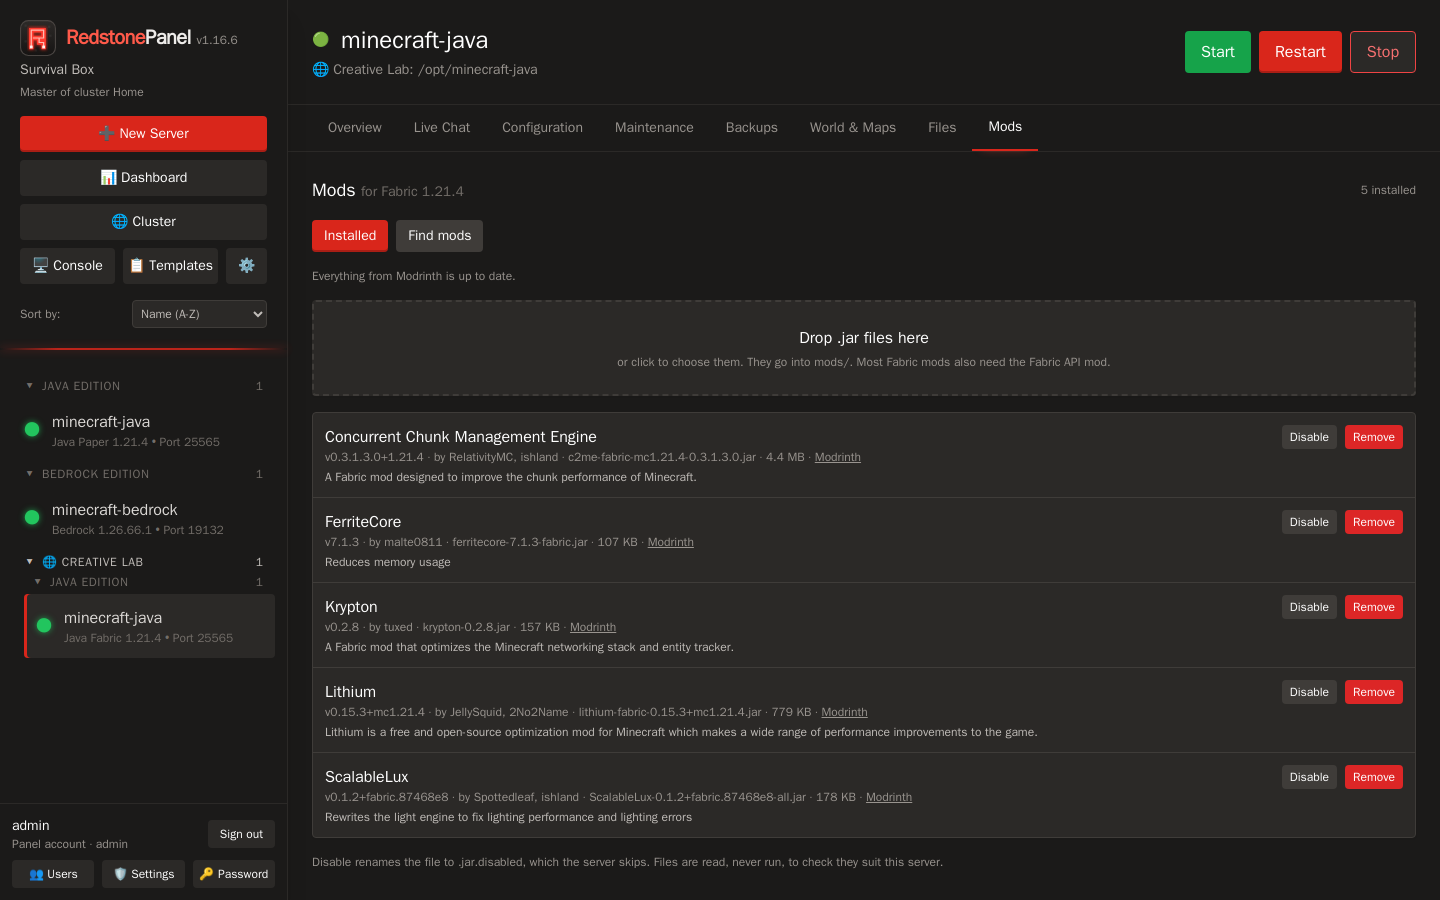 RedstonePanel v1.16.6
Survival Box
Master of cluster Home
➕ New Server
📊 Dashboard
🌐 Cluster
🖥️ Console
📋 Templates
⚙️
Sort by:
Name (A-Z)
▼ JAVA EDITION 1
minecraft-java
Java Paper 1.21.4 • Port 25565
▼ BEDROCK EDITION 1
minecraft-bedrock
Bedrock 1.26.66.1 • Port 19132
▼ 🌐 CREATIVE LAB 1
▼ JAVA EDITION 1
minecraft-java
Java Fabric 1.21.4 • Port 25565
admin
Panel account · admin
Sign out
👥 Users
🛡️ Settings
🔑 Password
minecraft-java
🌐 Creative Lab: /opt/minecraft-java
Start
Restart
Stop
Overview
Live Chat
Configuration
Maintenance
Backups
World & Maps
Files
Mods
Mods for Fabric 1.21.4
5 installed
Installed
Find mods
Everything from Modrinth is up to date.
Drop .jar files here
or click to choose them. They go into mods/. Most Fabric mods also need the Fabric API mod.
Concurrent Chunk Management Engine
v0.3.1.3.0+1.21.4 · by RelativityMC, ishland · c2me-fabric-mc1.21.4-0.3.1.3.0.jar · 4.4 MB · Modrinth
A Fabric mod designed to improve the chunk performance of Minecraft.
Disable
Remove
FerriteCore
v7.1.3 · by malte0811 · ferritecore-7.1.3-fabric.jar · 107 KB · Modrinth
Reduces memory usage
Disable
Remove
Krypton
v0.2.8 · by tuxed · krypton-0.2.8.jar · 157 KB · Modrinth
A Fabric mod that optimizes the Minecraft networking stack and entity tracker.
Disable
Remove
Lithium
v0.15.3+mc1.21.4 · by JellySquid, 2No2Name · lithium-fabric-0.15.3+mc1.21.4.jar · 779 KB · Modrinth
Lithium is a free and open-source optimization mod for Minecraft which makes a wide range of performance improvements to the game.
Disable
Remove
ScalableLux
v0.1.2+fabric.87468e8 · by Spottedleaf, ishland · ScalableLux-0.1.2+fabric.87468e8-all.jar · 178 KB · Modrinth
Rewrites the light engine to fix lighting performance and lighting errors
Disable
Remove
Disable renames the file to .jar.disabled, which the server skips. Files are read, never run, to check they suit this server.